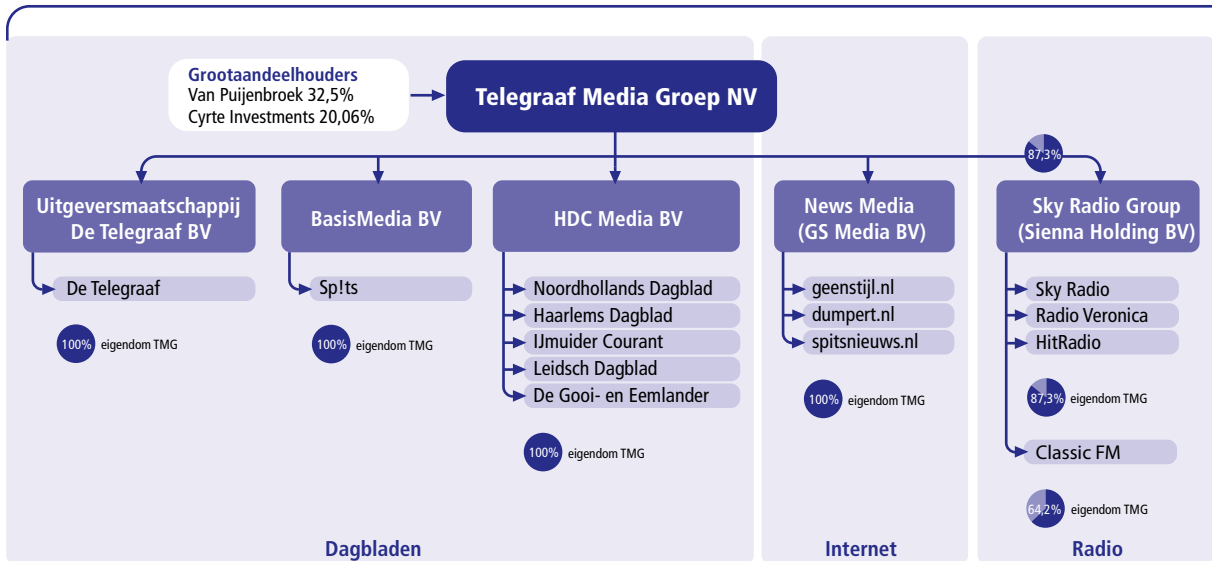 Grootaandeelhouders
Van Puijenbroek 32,5%
Cyrte Investments 20,06%
Telegraaf Media Groep NV
87,3%
Uitgeversmaatschappij
De Telegraaf BV
De Telegraaf
100% eigendom TMG
BasisMedia BV
Sp!ts
100% eigendom TMG
HDC Media BV
Noordhollands Dagblad
Haarlems Dagblad
IJmuider Courant
Leidsch Dagblad
De Gooi- en Eemlander
100% eigendom TMG
Dagbladen
News Media
(GS Media BV)
geenstijl.nl
dumpert.nl
spitsnieuws.nl
100% eigendom TMG
Internet
Sky Radio Group
(Sienna Holding BV)
Sky Radio
Radio Veronica
HitRadio
87,3% eigendom TMG
Classic FM
64,2% eigendom TMG
Radio